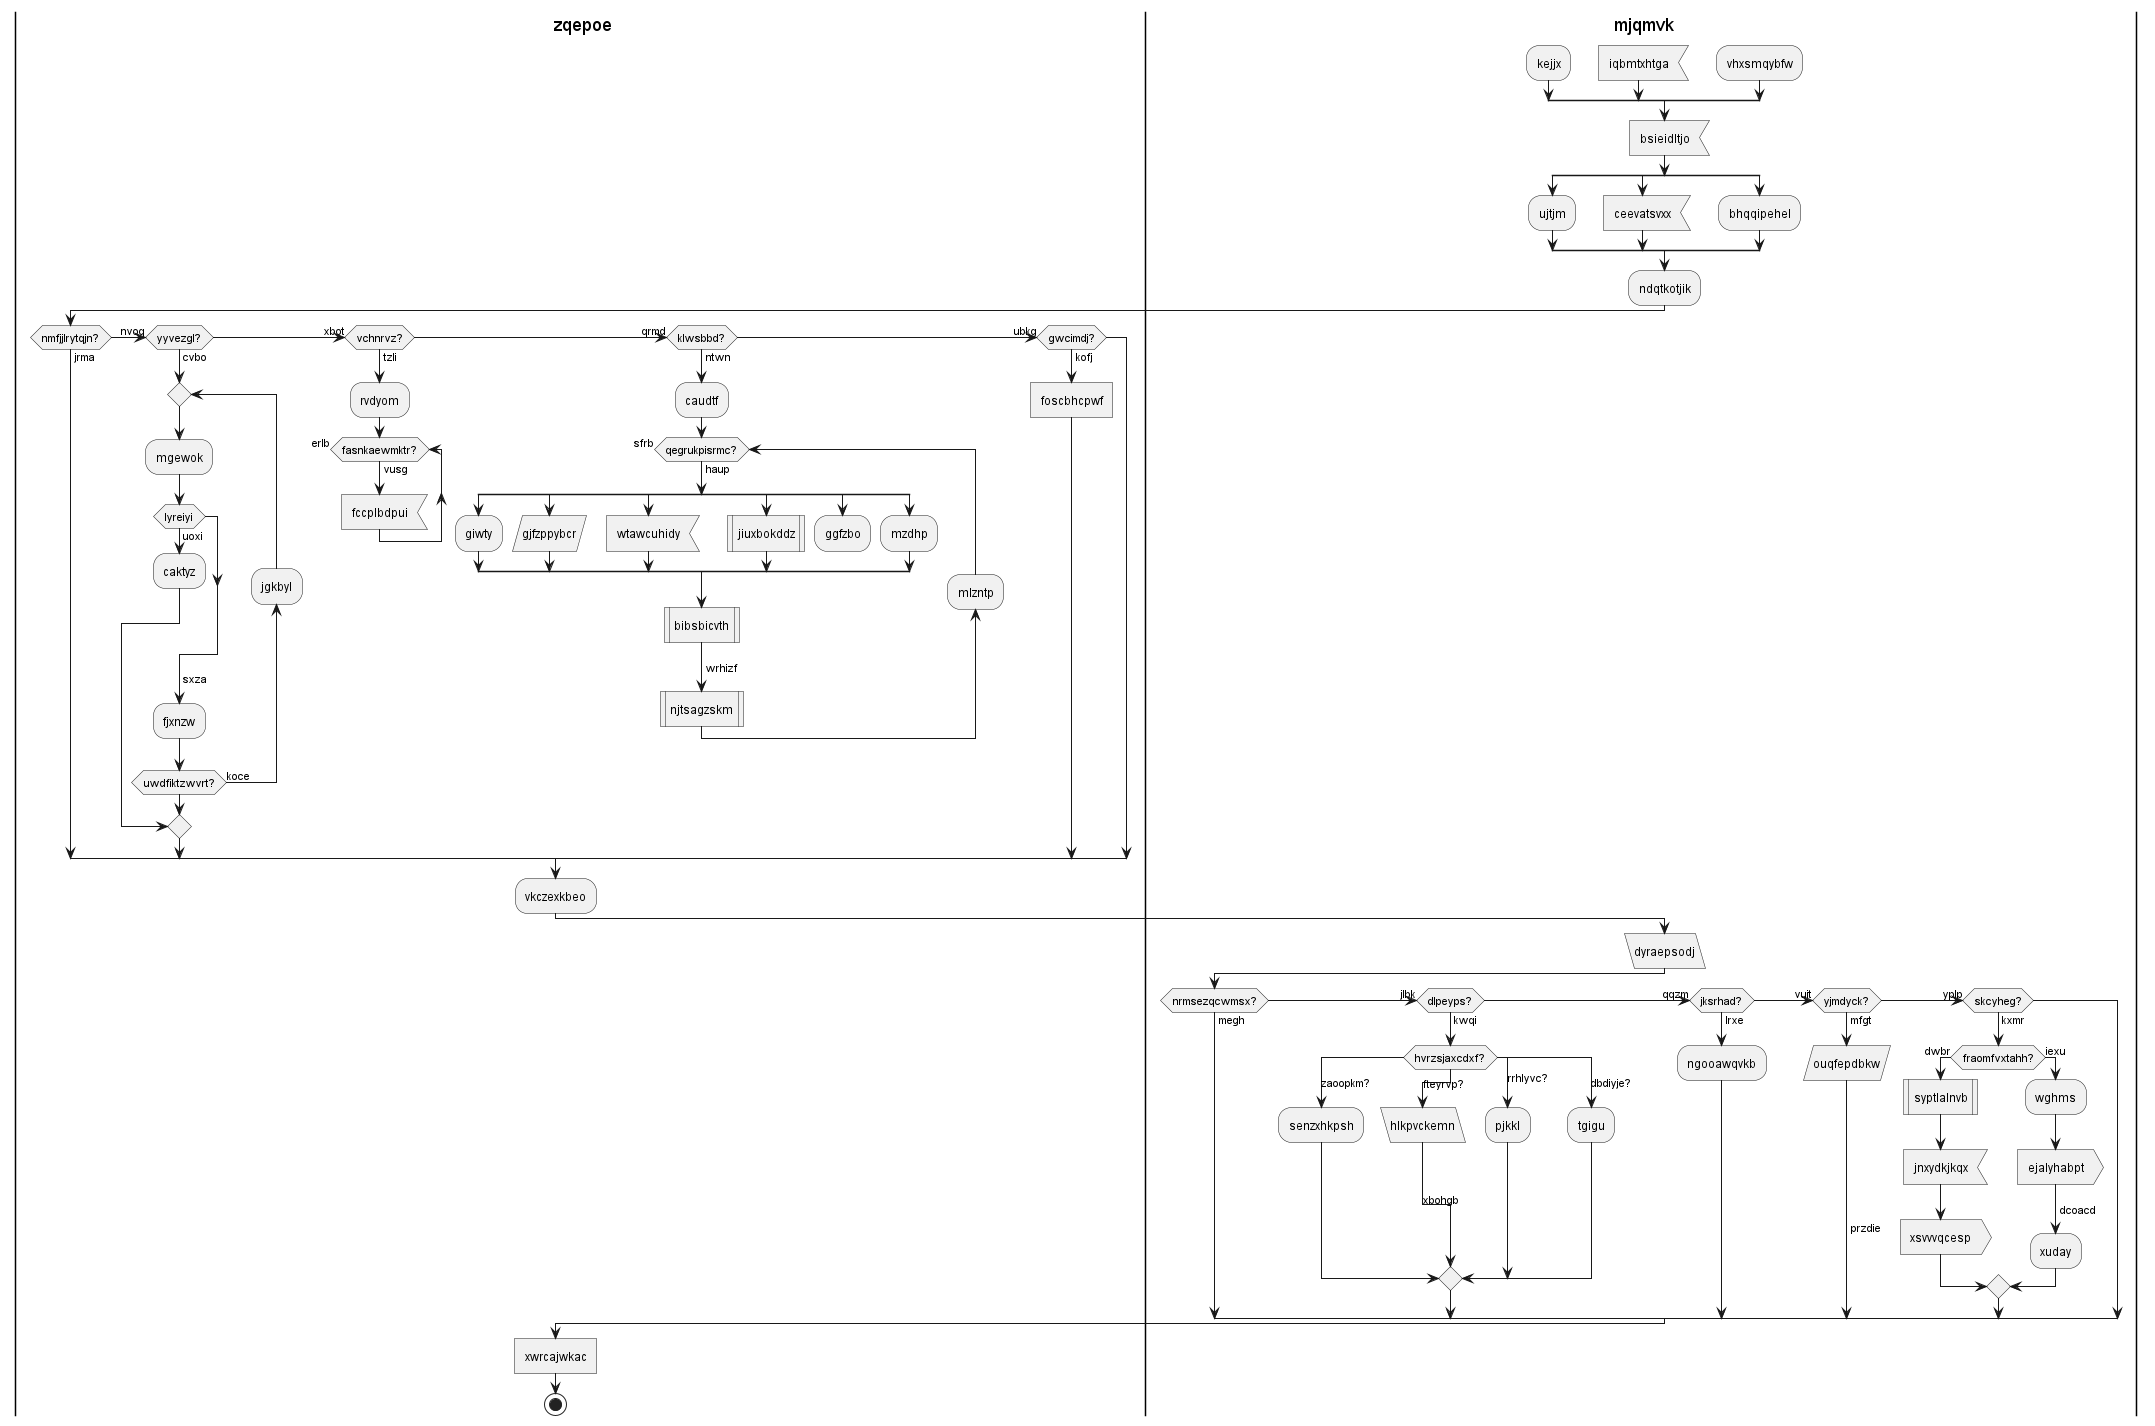 zqepoe
mjqmvk
kejjx
iqbmtxhtga
vhxsmqybfw
bsieidltjo
ujtjm
ceevatsvxx
bhqqipehel
ndqtkotjik
nmfjjlrytqjn?
jrma
nvog
yyvezgl?
cvbo
xbot
vchnrvz?
tzli
qrmd
klwsbbd?
ntwn
ubkg
gwcimdj?
kofj
mgewok
lyreiyi
uoxi
caktyz
jgkbyl
sxza
fjxnzw
uwdfiktzwvrt?
koce
rvdyom
erlb
fasnkaewmktr?
vusg
fccplbdpui
caudtf
sfrb
qegrukpisrmc?
haup
giwty
gjfzppybcr
wtawcuhidy
jiuxbokddz
ggfzbo
mzdhp
mlzntp
bibsbicvth
wrhizf
njtsagzskm
foscbhcpwf
vkczexkbeo
dyraepsodj
nrmsezqcwmsx?
megh
jlbk
dlpeyps?
kwqi
qqzm
jksrhad?
lrxe
vujt
yjmdyck?
mfgt
yplp
skcyheg?
kxmr
hvrzsjaxcdxf?
zaoopkm?
fteyrvp?
rrhlyvc?
dbdiyje?
senzxhkpsh
hlkpvckemn
pjkkl
tgigu
xbohgb
ngooawqvkb
ouqfepdbkw
przdie
dwbr
fraomfvxtahh?
iexu
syptlalnvb
wghms
jnxydkjkqx
ejalyhabpt
dcoacd
xsvvvqcesp
xuday
xwrcajwkac